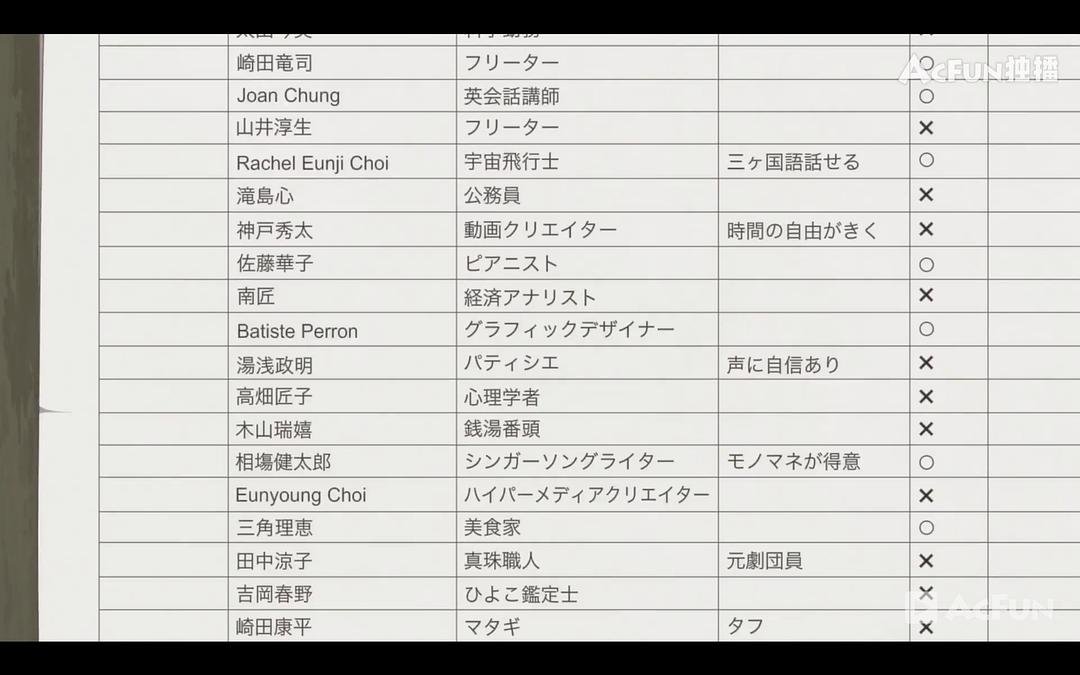 崎田竜司 フリーター ○
AcFun独播
Joan Chung 英会話講師 ○
山井淳生 フリーター ×
Rachel Eunji Choi 宇宙飛行士 三ヶ国語話せる ○
滝島心 公務員 ×
神戸秀太 動画クリエイター 時間の自由がきく ×
佐藤華子 ピアニスト ○
南匠 経済アナリスト ×
Batiste Perron グラフィックデザイナー ○
湯浅政明 パティシエ 声に自信あり ×
高畑匠子 心理学者 ×
木山瑞嬉 銭湯番頭 ×
相塲健太郎 シンガーソングライター モノマネが得意 ○
Eunyoung Choi ハイパーメディアクリエイター ×
三角理恵 美食家 ○
田中涼子 真珠職人 元劇団員 ×
吉岡春野 ひよこ鑑定士 ×
AcFun
崎田康平 マタギ タフ ×